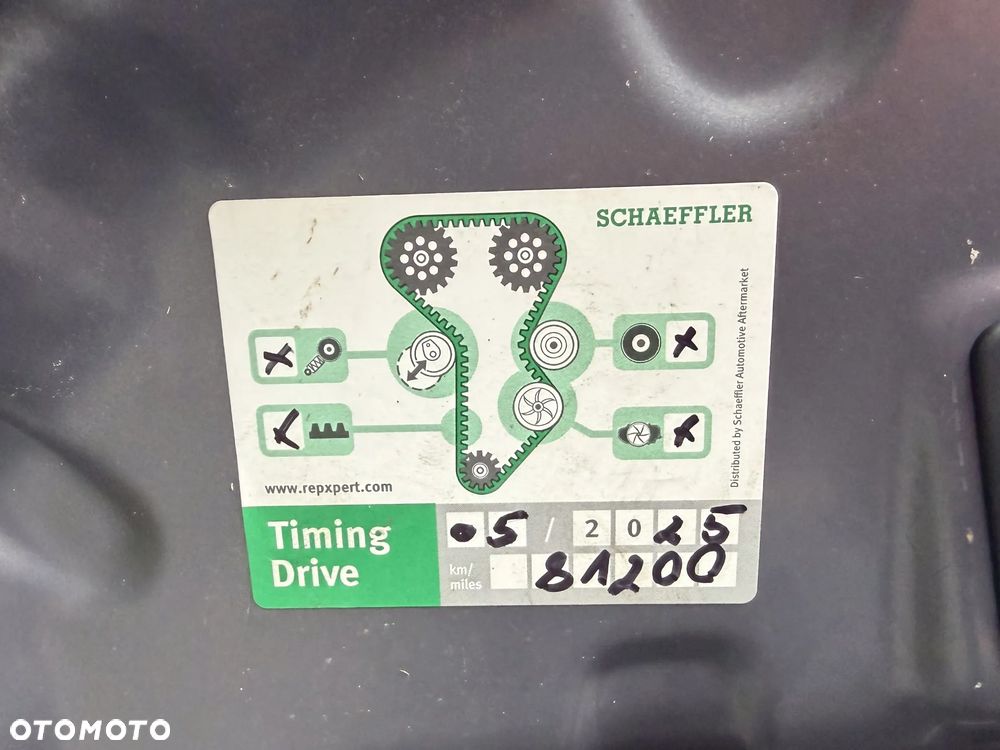 SCHAEFFLER
Distributed by Schaeffler Automotive Aftermarket
x
x
x
x
www.repxpert.com
Timing
Drive
05 / 2025
km/
miles
81200
OTOMOTO